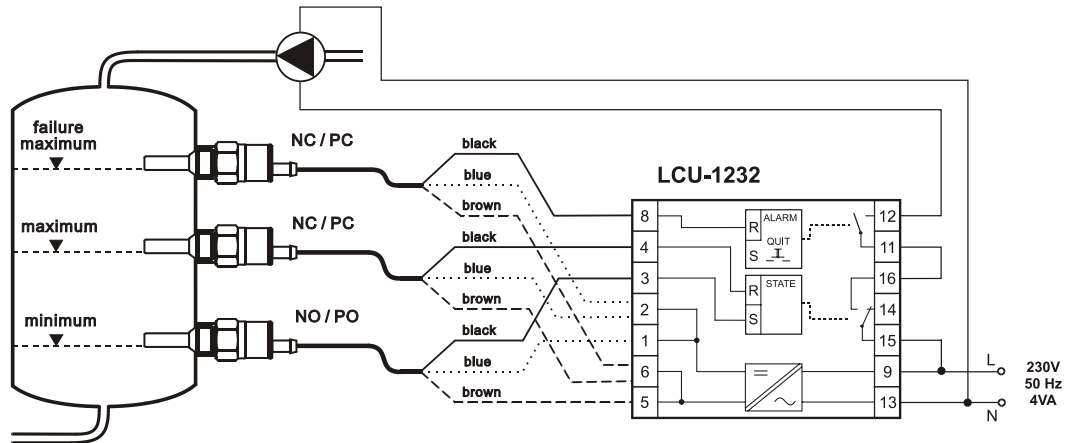 failure
maximum
NC / PC
black
blue
brown
LCU-1232
maximum
NC / PC
black
blue
brown
minimum
NO / PO
black
blue
brown
8
4
3
2
1
6
5
R
ALARM
S
QUIT
R
STATE
S
12
11
16
14
15
9
13
L
N
230V
50 Hz
4VA